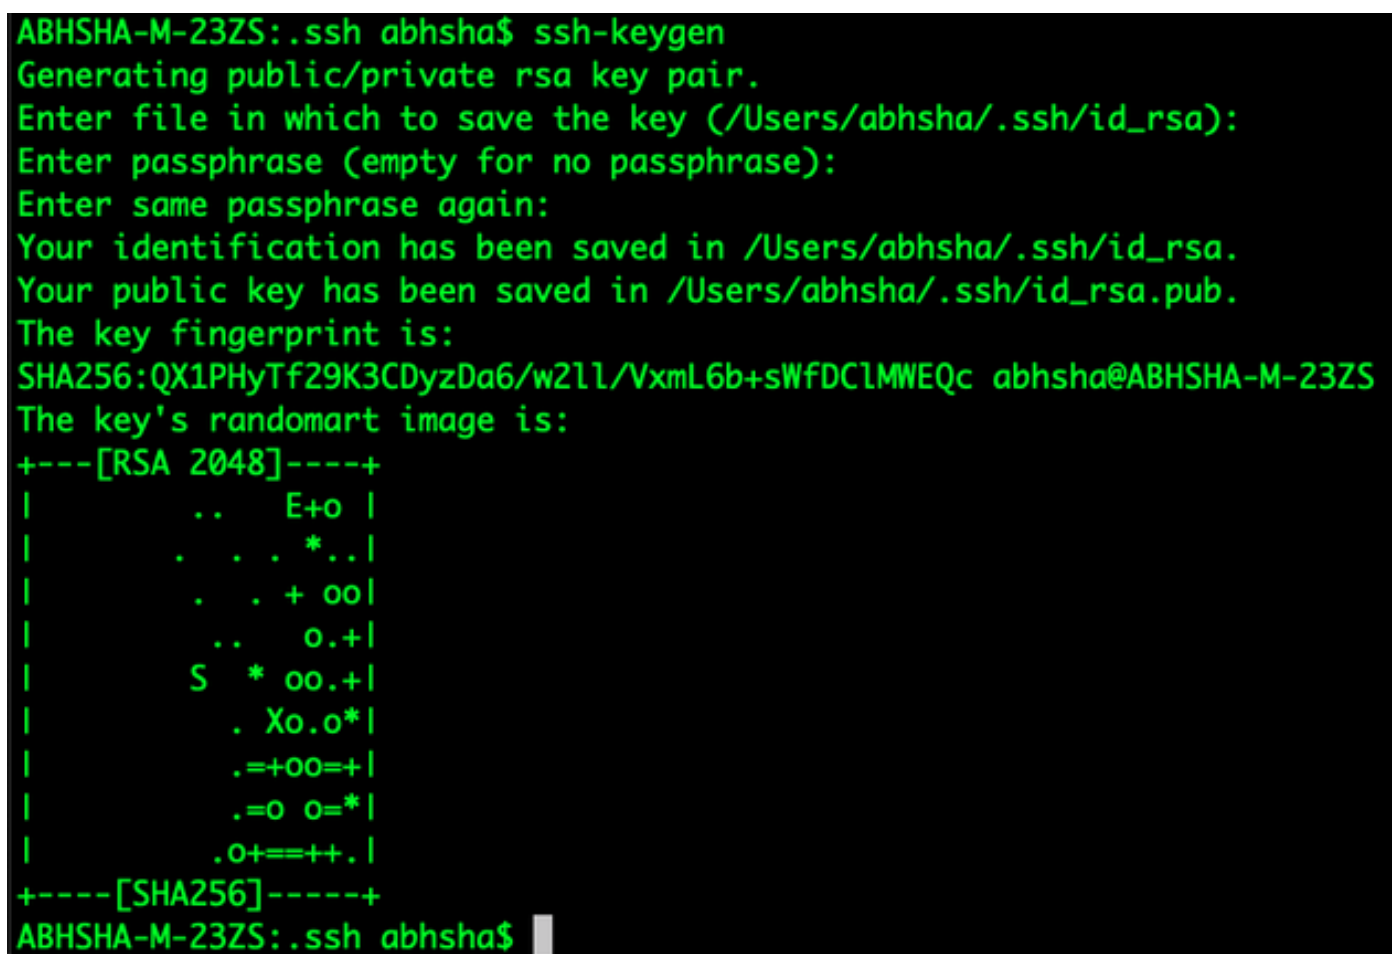 ABHSHA-M-23ZS:.ssh abhsha$ ssh-keygen
Generating public/private rsa key pair.
Enter file in which to save the key (/Users/abhsha/.ssh/id_rsa):
Enter passphrase (empty for no passphrase):
Enter same passphrase again:
Your identification has been saved in /Users/abhsha/.ssh/id_rsa.
Your public key has been saved in /Users/abhsha/.ssh/id_rsa.pub.
The key fingerprint is:
SHA256:QX1PHyTf29K3CDyzDa6/w2ll/VxmL6b+sWfDClMWEQc abhsha@ABHSHA-M-23ZS
The key's randomart image is:
+---[RSA 2048]----+
|        ..   E+o |
|       .  . . *..|
|        .  . + oo|
|         ..   o.+|
|        S  * oo.+|
|          . Xo.o*|
|          .=+oo=+|
|          .=o o=*|
|         .o+==++.|
+----[SHA256]-----+
ABHSHA-M-23ZS:.ssh abhsha$